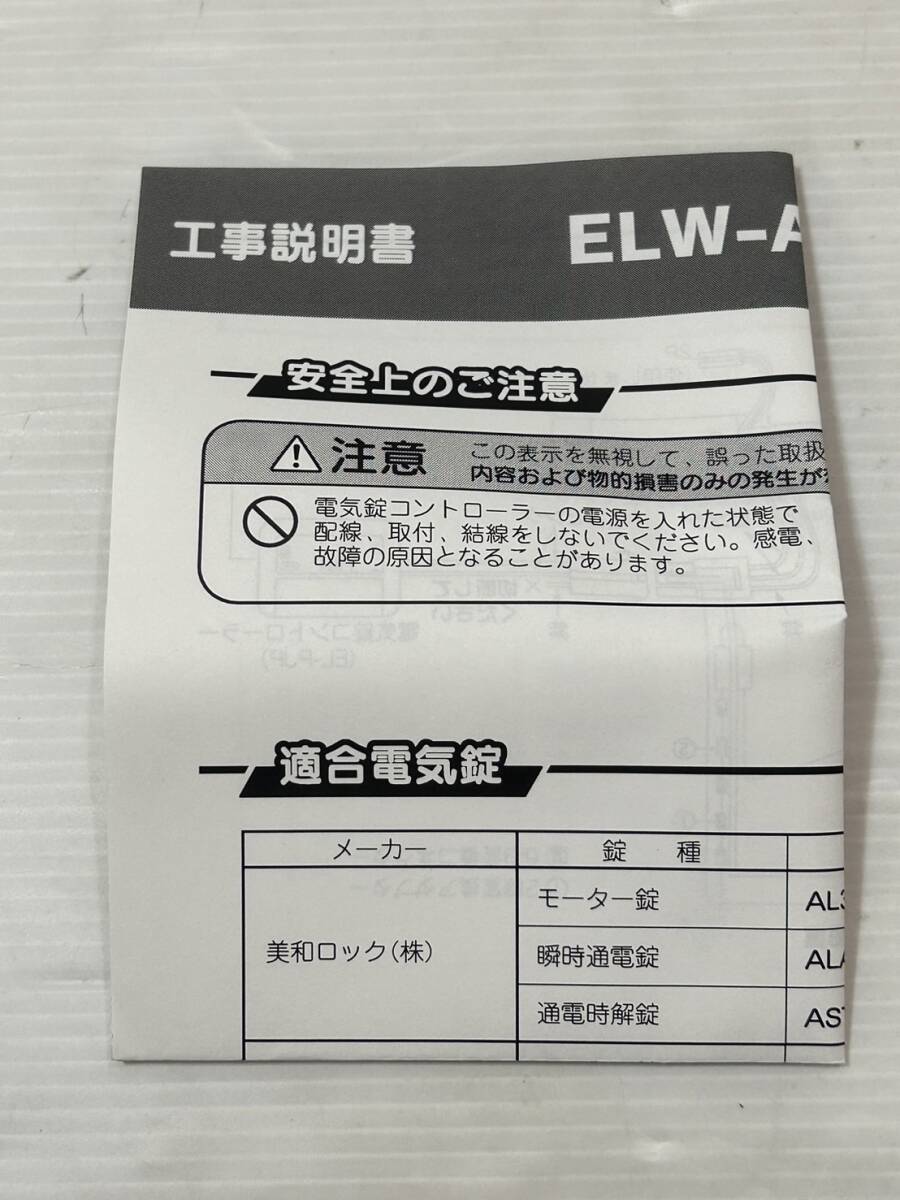 工事説明書 ELW-A
安全上のご注意
注意
この表示を無視して、誤った取扱
内容および物的損害のみの発生が
電気錠コントローラーの電源を入れた状態で
配線、取付、結線をしないでください。感電、
故障の原因となることがあります。
適合電気錠
メーカー 錠 種
モーター錠 AL3
美和ロック(株) 瞬時通電錠 ALA
通電時解錠 AST